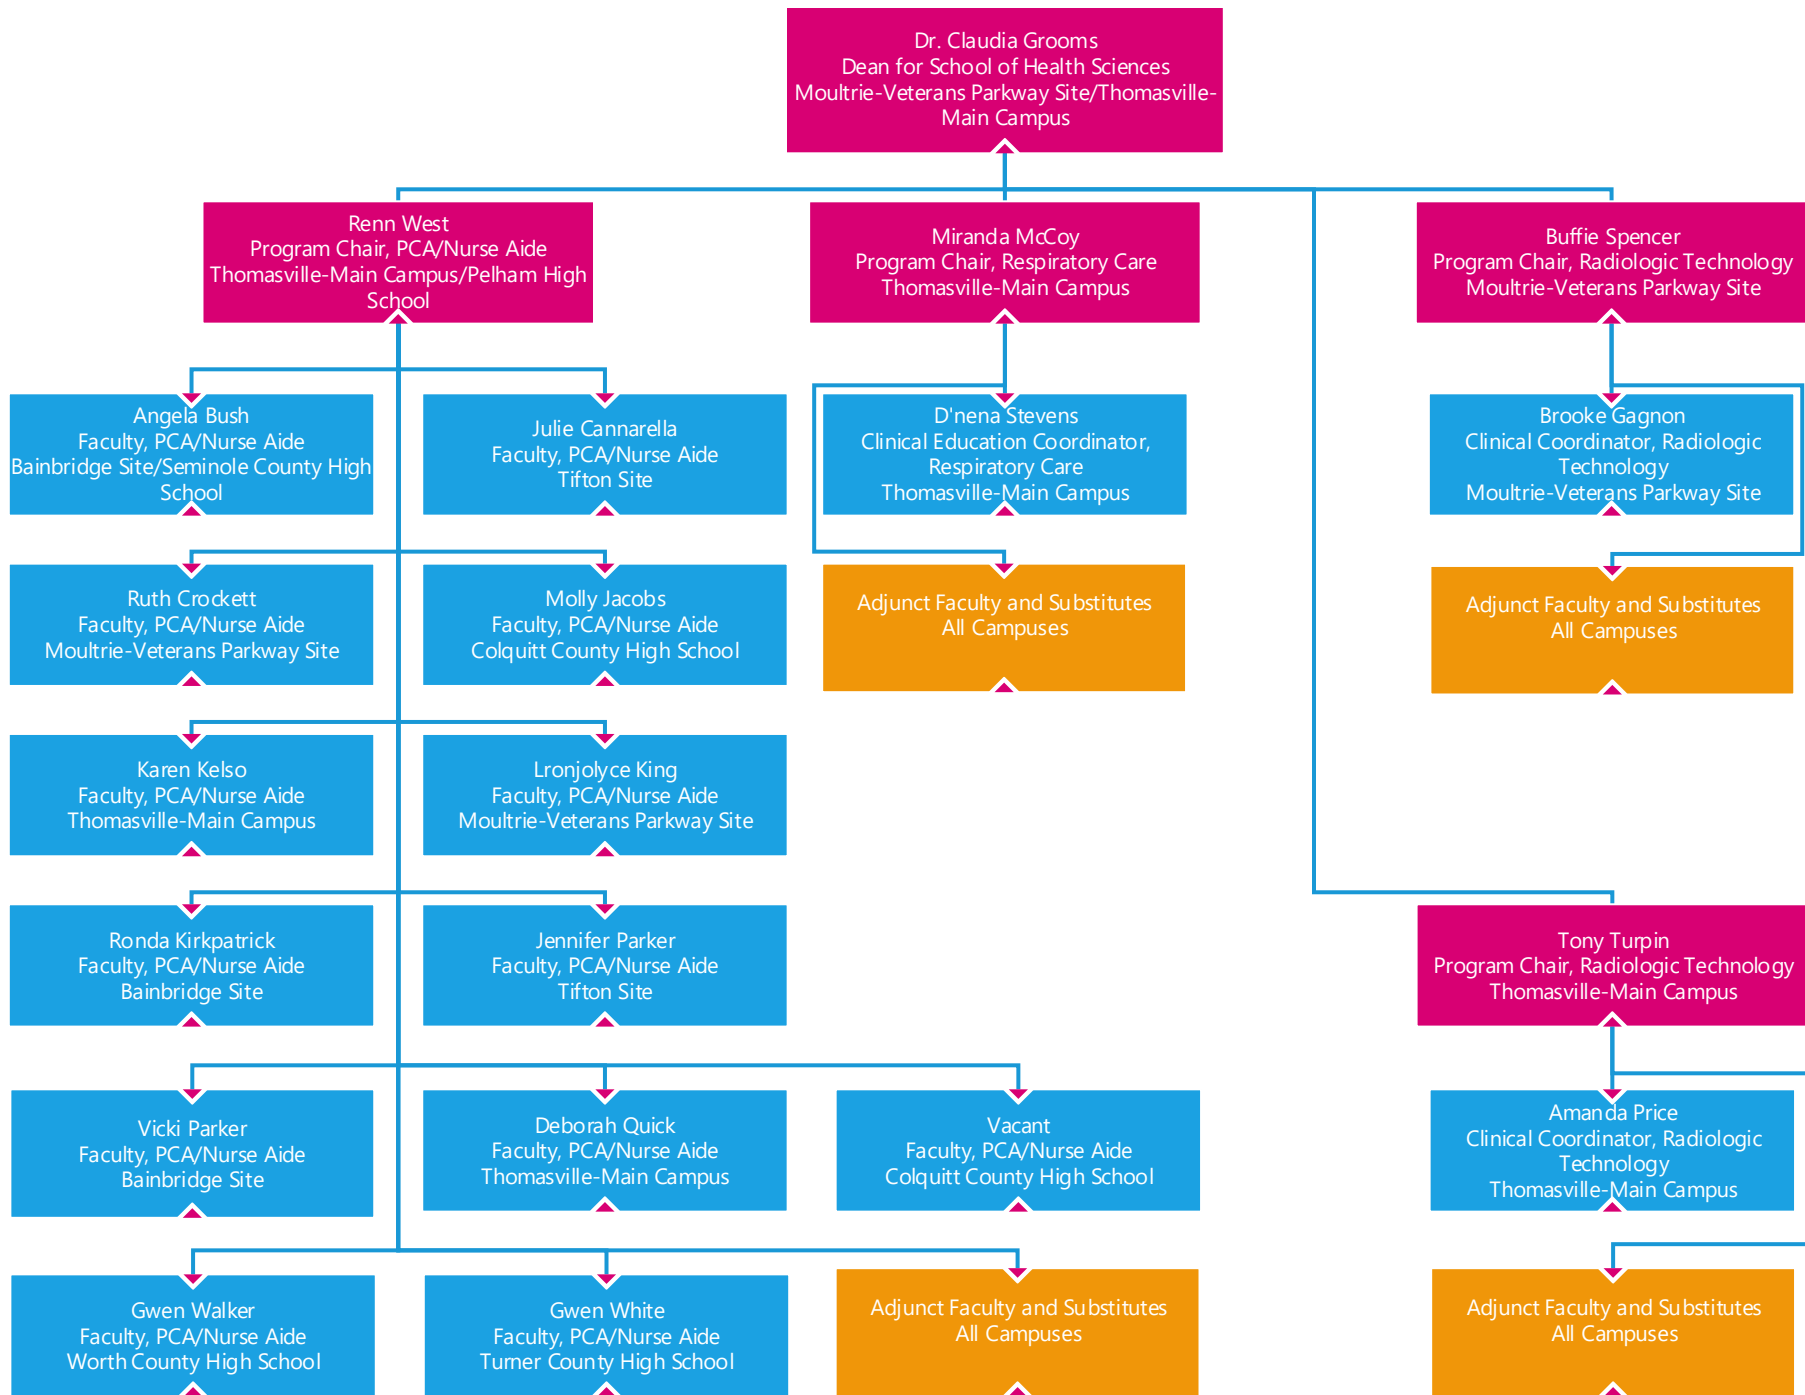 Dr. Claudia Grooms
Dean for School of Health Sciences
Moultrie-Veterans Parkway Site/Thomasville-
Main Campus
Renn West
Program Chair, PCA/Nurse Aide
Thomasville-Main Campus/Pelham High
School
Miranda McCoy
Program Chair, Respiratory Care
Thomasville-Main Campus
Buffie Spencer
Program Chair, Radiologic Technology
Moultrie-Veterans Parkway Site
Angela Bush
Faculty, PCA/Nurse Aide
Bainbridge Site/Seminole County High
School
Julie Cannarella
Faculty, PCA/Nurse Aide
Tifton Site
D'nena Stevens
Clinical Education Coordinator,
Respiratory Care
Thomasville-Main Campus
Brooke Gagnon
Clinical Coordinator, Radiologic
Technology
Moultrie-Veterans Parkway Site
Ruth Crockett
Faculty, PCA/Nurse Aide
Moultrie-Veterans Parkway Site
Molly Jacobs
Faculty, PCA/Nurse Aide
Colquitt County High School
Adjunct Faculty and Substitutes
All Campuses
Adjunct Faculty and Substitutes
All Campuses
Karen Kelso
Faculty, PCA/Nurse Aide
Thomasville-Main Campus
Lronjolyce King
Faculty, PCA/Nurse Aide
Moultrie-Veterans Parkway Site
Ronda Kirkpatrick
Faculty, PCA/Nurse Aide
Bainbridge Site
Jennifer Parker
Faculty, PCA/Nurse Aide
Tifton Site
Tony Turpin
Program Chair, Radiologic Technology
Thomasville-Main Campus
Vicki Parker
Faculty, PCA/Nurse Aide
Bainbridge Site
Deborah Quick
Faculty, PCA/Nurse Aide
Thomasville-Main Campus
Vacant
Faculty, PCA/Nurse Aide
Colquitt County High School
Amanda Price
Clinical Coordinator, Radiologic
Technology
Thomasville-Main Campus
Gwen Walker
Faculty, PCA/Nurse Aide
Worth County High School
Gwen White
Faculty, PCA/Nurse Aide
Turner County High School
Adjunct Faculty and Substitutes
All Campuses
Adjunct Faculty and Substitutes
All Campuses